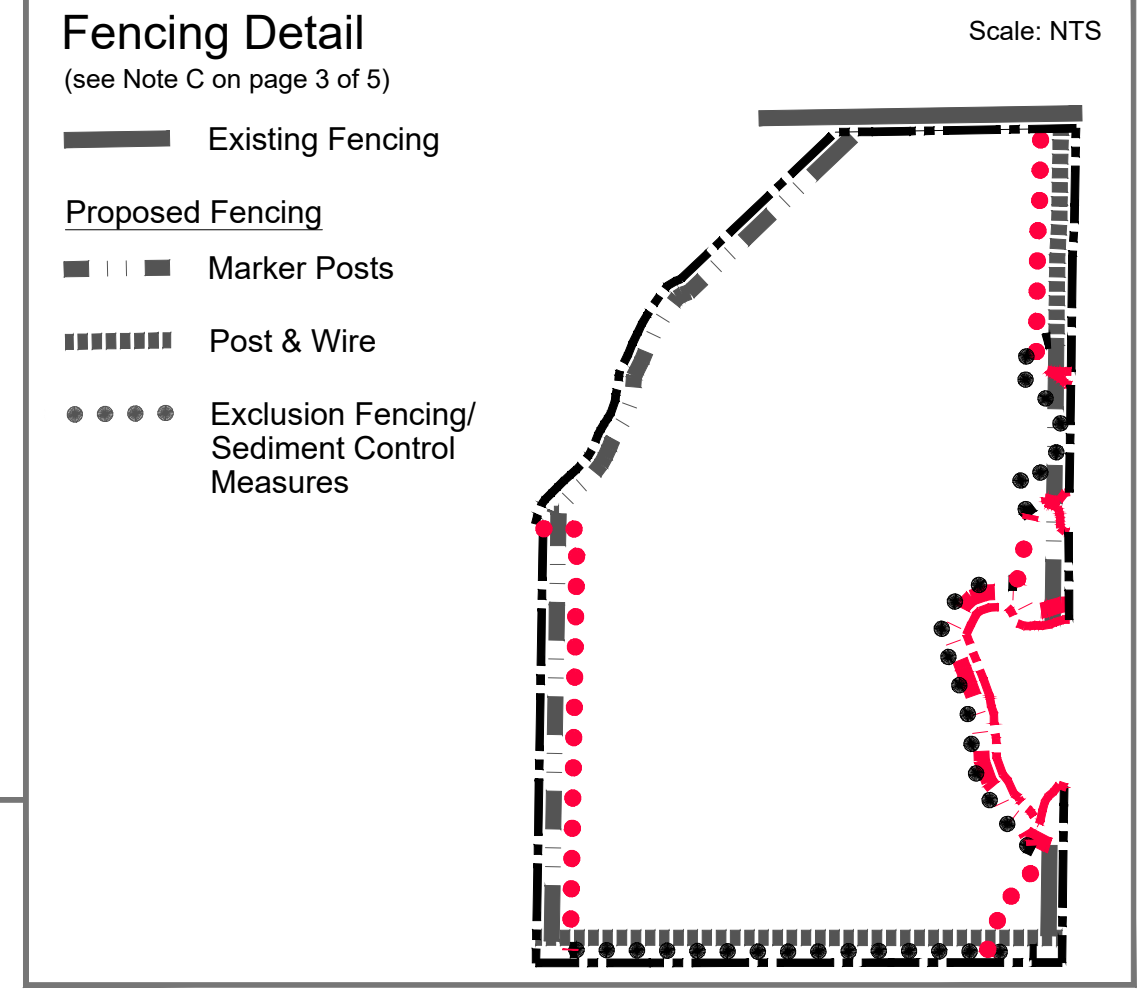 Fencing Detail
Scale: NTS
(see Note C on page 3 of 5)
Existing Fencing
Proposed Fencing
Marker Posts
Post & Wire
Exclusion Fencing/
Sediment Control
Measures